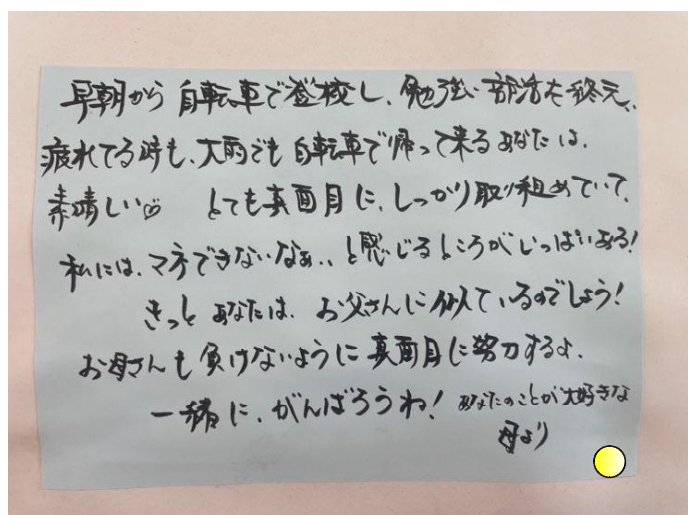 早朝から自転車で登校し、勉強、部活を終え、
疲れてる時も、大雨でも自転車で帰って来るあなたは、
素晴しい♡ とても真面目に、しっかり取り組めていて、
私には、マネできないなぁ、、と感じるところがいっぱいある!
きっとあなたは、お父さんに似ているのでしょう!
お母さんも負けないように真面目に努力するよ。
一緒に、がんばろうね! あなたのことが大好きな
母より